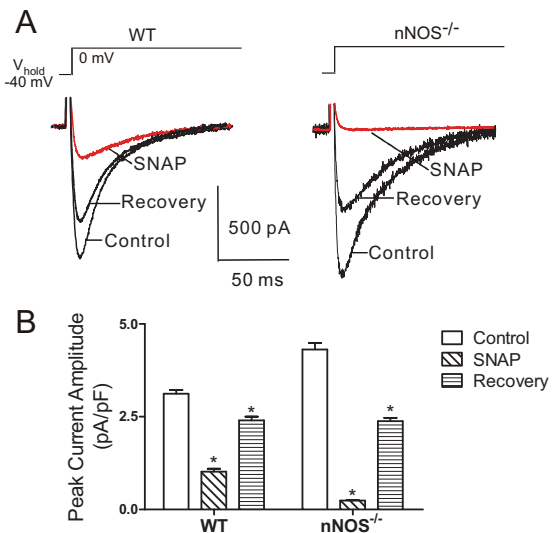 A
WT
nNOS-/-
0 mV
Vhold
-40 mV
SNAP
SNAP
Recovery
Recovery
Control
Control
500 pA
50 ms
B
Peak Current Amplitude
(pA/pF)
5.0
2.5
0.0
*
*
*
*
WT
nNOS-/-
Control
SNAP
Recovery